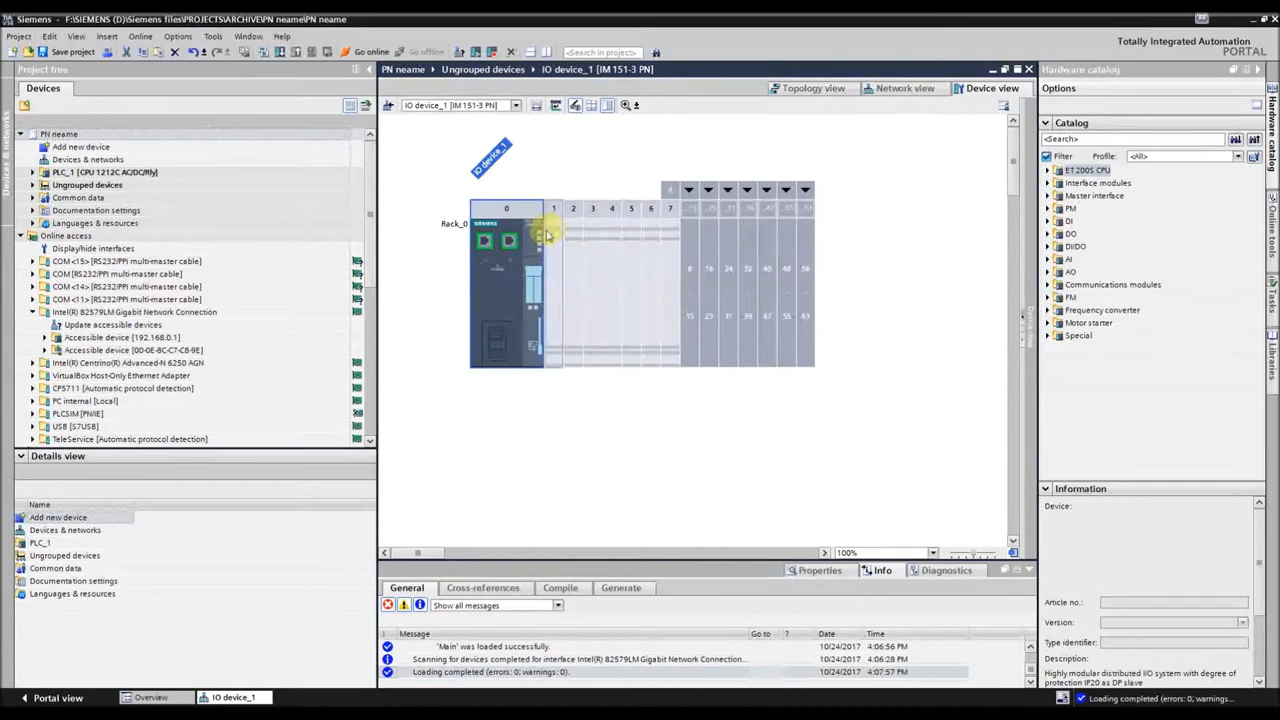 Siemens - F:\SIEMENS (D)\Siemens files\PROJECTS\ARCHIVE\PN neame\PN neame
Project Edit View Insert Online Options Tools Window Help
Totally Integrated Automation
PORTAL
Save project Go online Go offline <Search in project>
Project tree
Devices
PN neame
Add new device
Devices & networks
PLC_1 [CPU 1212C AC/DC/Rly]
Ungrouped devices
Common data
Documentation settings
Languages & resources
Online access
Display/hide interfaces
COM <15> [RS232/PPI multi-master cable]
COM [RS232/PPI multi-master cable]
COM <14> [RS232/PPI multi-master cable]
COM <11> [RS232/PPI multi-master cable]
Intel(R) 82579LM Gigabit Network Connection
Update accessible devices
Accessible device [192.168.0.1]
Accessible device [00-0E-8C-C7-C8-9E]
Intel(R) Centrino(R) Advanced-N 6250 AGN
VirtualBox Host-Only Ethernet Adapter
CP5711 [Automatic protocol detection]
PC internal [Local]
PLCSIM [PN/IE]
USB [S7USB]
TeleService [Automatic protocol detection]
Details view
Name
Add new device
Devices & networks
PLC_1
Ungrouped devices
Common data
Documentation settings
Languages & resources
Devices & networks
PN neame Ungrouped devices IO device_1 [IM 151-3 PN]
Topology view Network view Device view
IO device_1 [IM 151-3 PN]
IO device_1
0 1 2 3 4 5 6 7
Rack_0
SIEMENS
8 16 24 32 40 48 56
15 23 31 39 47 55 63
100%
Properties Info Diagnostics
General Cross-references Compile Generate
Show all messages
! Message Go to ? Date Time
'Main' was loaded successfully. 10/24/2017 4:06:56 PM
Scanning for devices completed for interface Intel(R) 82579LM Gigabit Network Connection... 10/24/2017 4:06:28 PM
Loading completed (errors: 0; warnings: 0). 10/24/2017 4:07:57 PM
Hardware catalog
Options
Catalog
<Search>
Filter Profile: <All>
ET 200S CPU
Interface modules
Master interface
PM
DI
DO
DI/DO
AI
AO
Communications modules
FM
Frequency converter
Motor starter
Special
Information
Device:
Article no.:
Version:
Type identifier:
Description:
Highly modular distributed I/O system with degree of protection IP20 as DP slave
Hardware catalog
Online tools
Tasks
Libraries
Portal view Overview IO device_1
Loading completed (errors: 0; warnings...